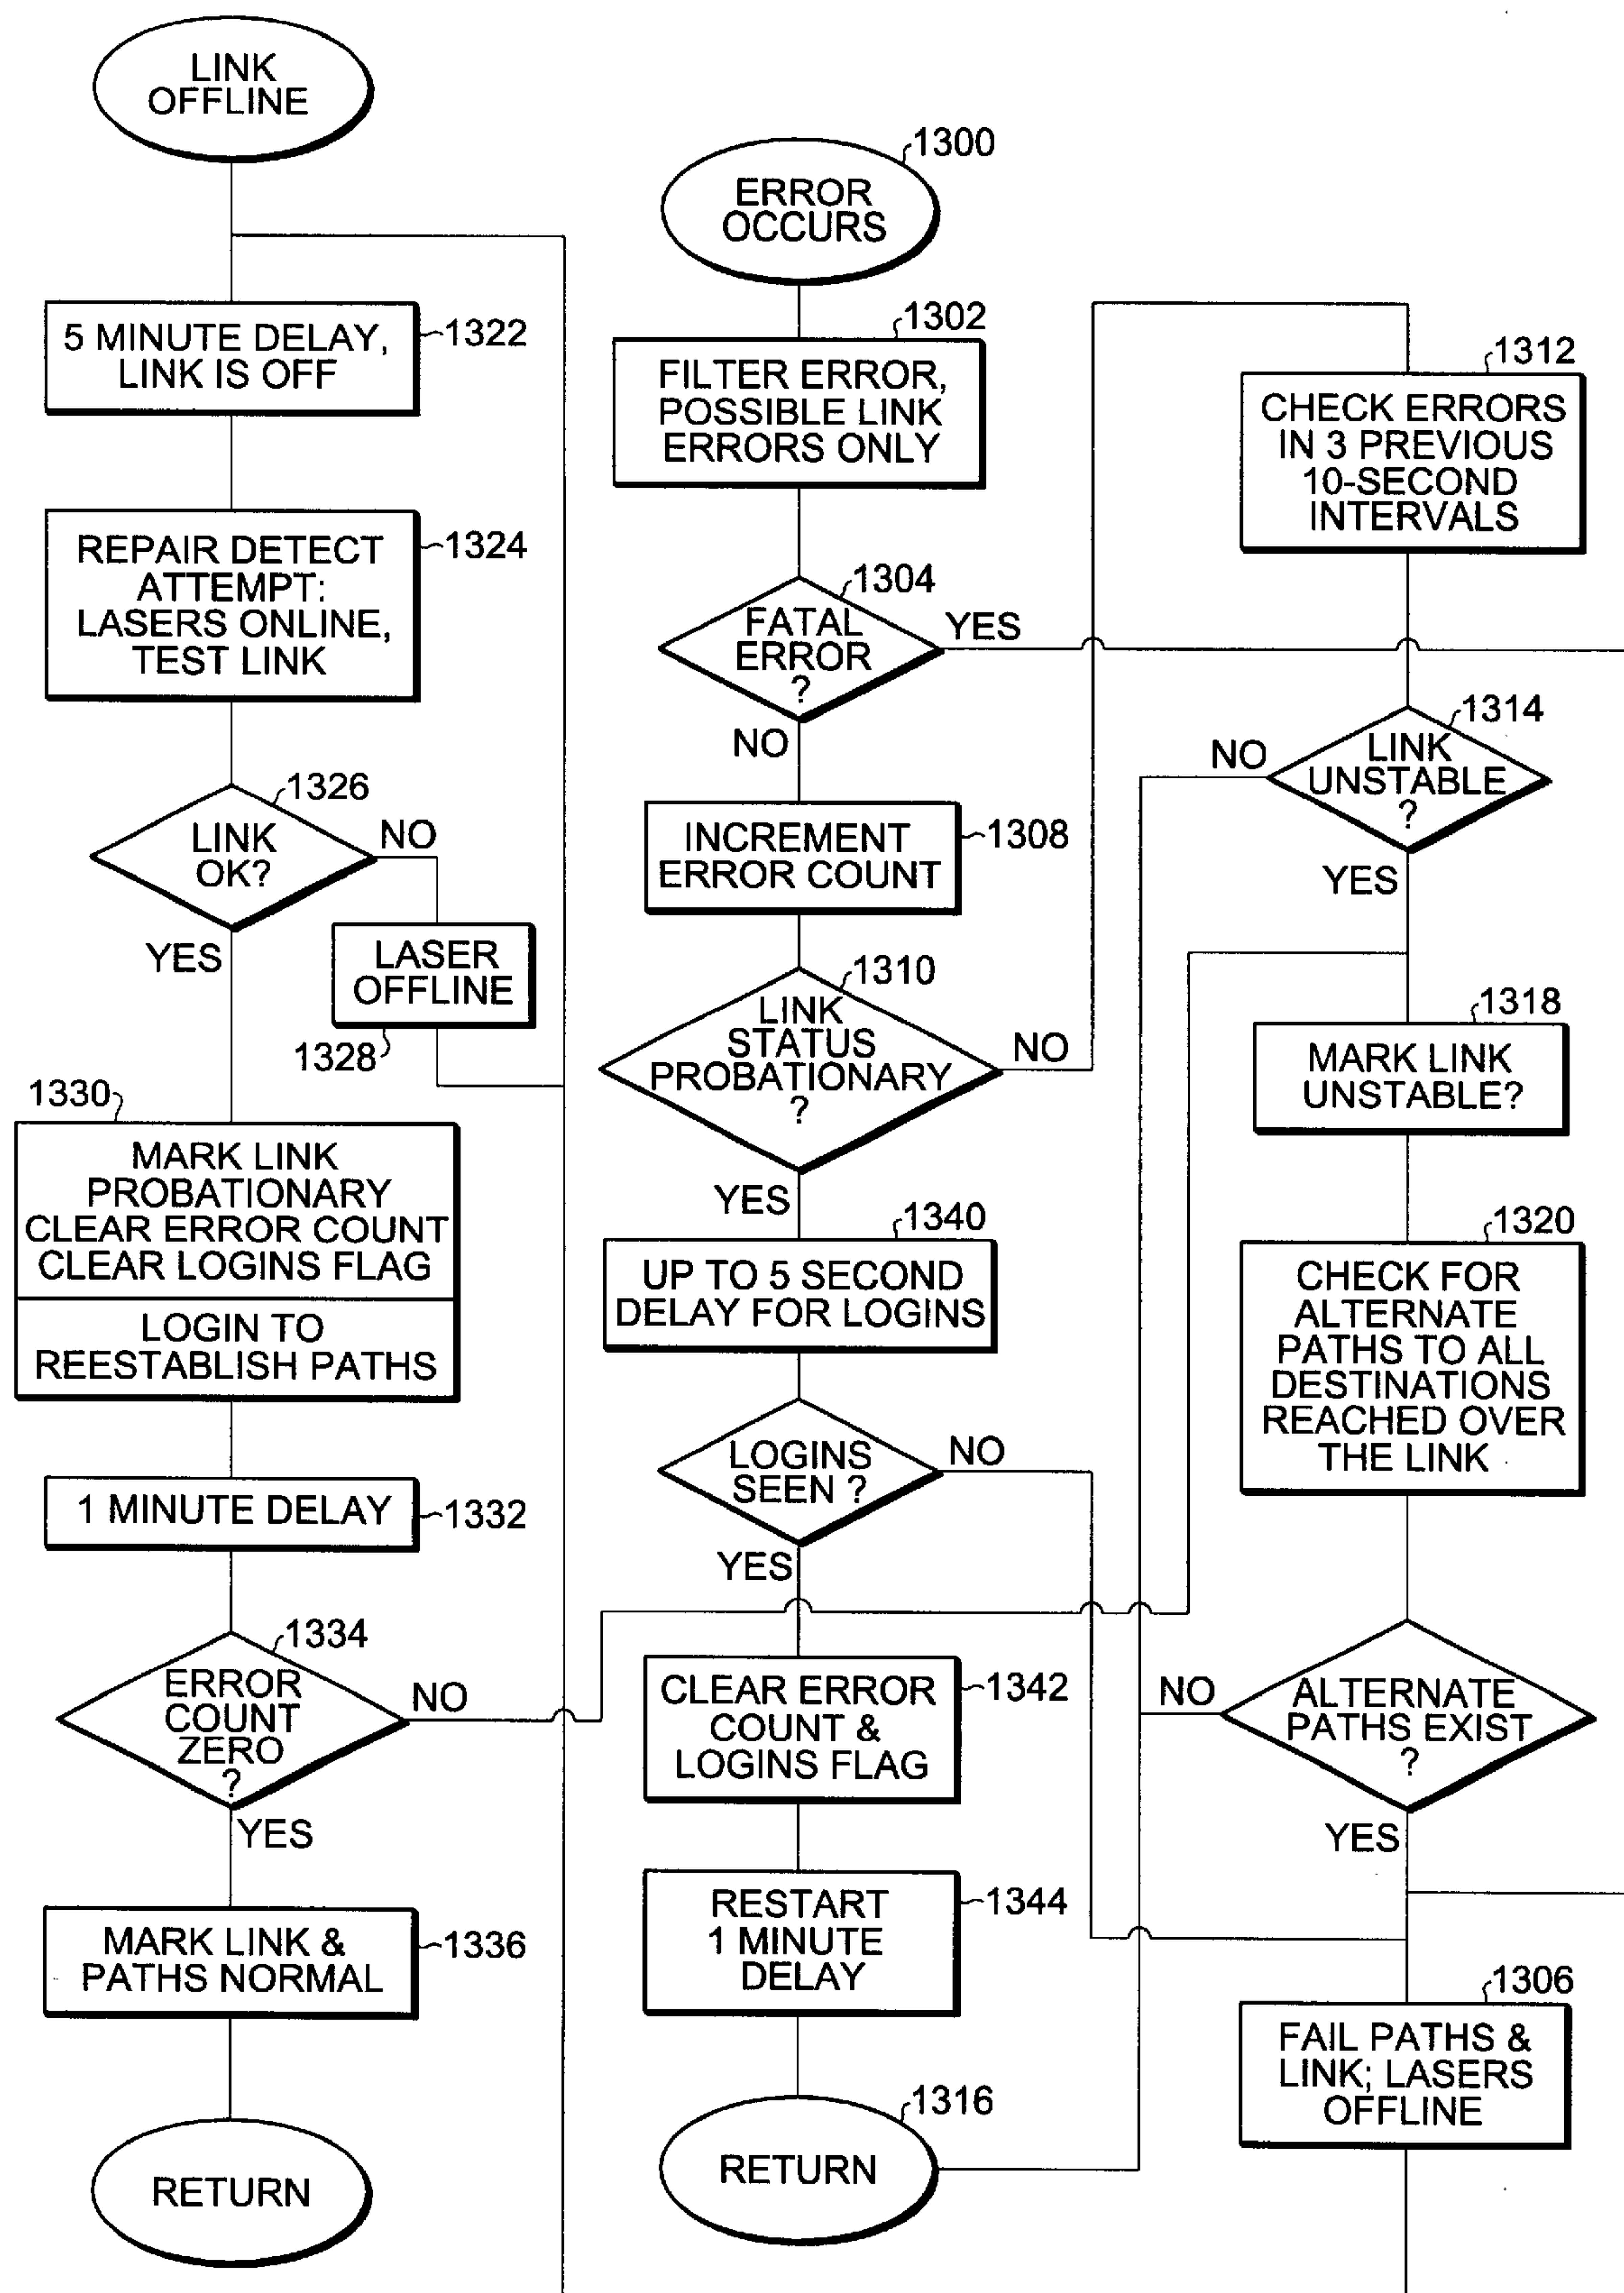 LINK
OFFLINE
5 MINUTE DELAY,
LINK IS OFF
1322
REPAIR DETECT
ATTEMPT:
LASERS ONLINE,
TEST LINK
1324
1326
LINK
OK?
NO
YES
LASER
OFFLINE
1328
1330
MARK LINK
PROBATIONARY
CLEAR ERROR COUNT
CLEAR LOGINS FLAG
LOGIN TO
REESTABLISH PATHS
1 MINUTE DELAY
1332
1334
ERROR
COUNT
ZERO
?
NO
YES
MARK LINK &
PATHS NORMAL
1336
RETURN
1300
ERROR
OCCURS
1302
FILTER ERROR,
POSSIBLE LINK
ERRORS ONLY
1304
FATAL
ERROR
?
YES
NO
INCREMENT
ERROR COUNT
1308
1310
LINK
STATUS
PROBATIONARY
?
NO
YES
1340
UP TO 5 SECOND
DELAY FOR LOGINS
LOGINS
SEEN ?
NO
YES
CLEAR ERROR
COUNT &
LOGINS FLAG
1342
RESTART
1 MINUTE
DELAY
1344
1316
RETURN
1312
CHECK ERRORS
IN 3 PREVIOUS
10-SECOND
INTERVALS
1314
LINK
UNSTABLE
?
NO
YES
1318
MARK LINK
UNSTABLE?
1320
CHECK FOR
ALTERNATE
PATHS TO ALL
DESTINATIONS
REACHED OVER
THE LINK
ALTERNATE
PATHS EXIST
?
NO
YES
1306
FAIL PATHS &
LINK; LASERS
OFFLINE